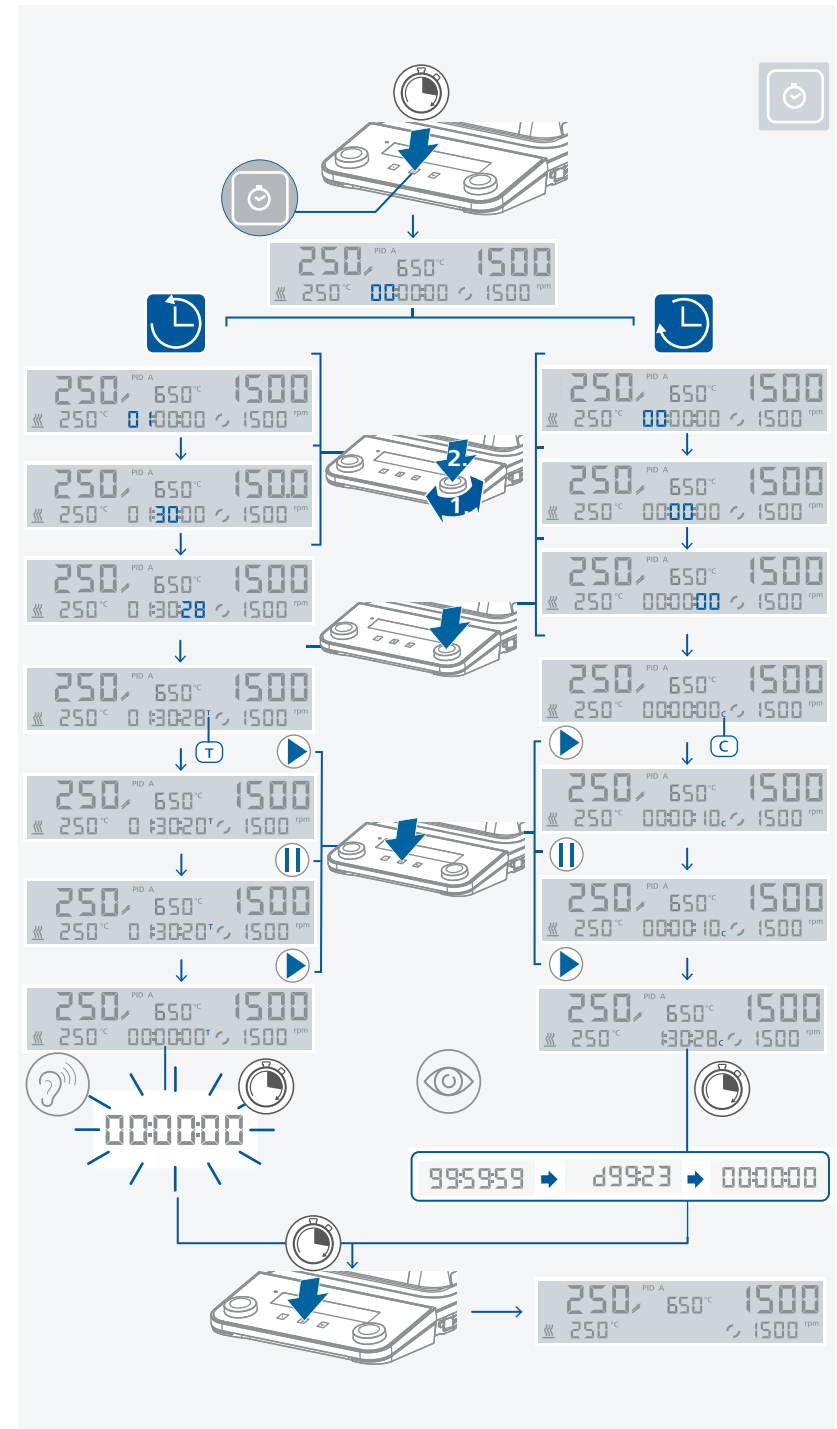 250, PID A 650°C 1500
250°C 00:00:00 1500 rpm
250, PID A 650°C 150.0
250°C 01:00:00 1500 rpm
250, PID A 650°C 150.0
250°C 01:30:00 1500 rpm
250, PID A 650°C 1500
250°C 01:30:28 1500 rpm
250, PID A 650°C 1500
250°C 01:30:28 T 1500 rpm
T
250, PID A 650°C 1500
250°C 01:30:20 T 1500 rpm
250, PID A 650°C 1500
250°C 01:30:20 T 1500 rpm
250, PID A 650°C 1500
250°C 00:00:00 T 1500 rpm
00:00:00
2.
1.
250, PID A 650°C 1500
250°C 00:00:00 1500 rpm
250, PID A 650°C 1500
250°C 00:00:00 1500 rpm
250, PID A 650°C 1500
250°C 00:00:00 1500 rpm
250, PID A 650°C 1500
250°C 00:00:00 C 1500 rpm
C
250, PID A 650°C 1500
250°C 00:00:10 C 1500 rpm
250, PID A 650°C 1500
250°C 00:00:10 C 1500 rpm
250, PID A 650°C 1500
250°C 1:30:28 C 1500 rpm
99:59:59 d99:23 00:00:00
250, PID A 650°C 1500
250°C 1500 rpm